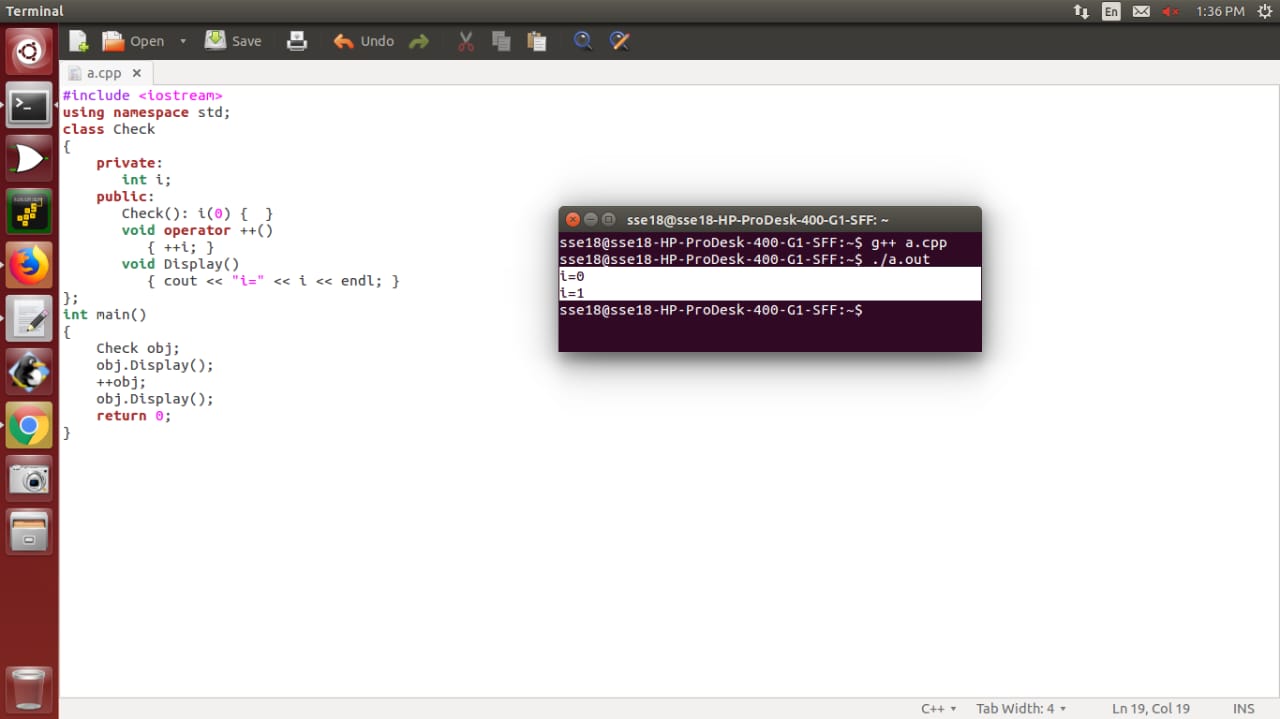 Terminal
En
1:36 PM
Open
Save
Undo
a.cpp
#include <iostream>
using namespace std;
class Check
{
private:
int i;
public:
Check(): i(0) {  }
void operator ++()
{ ++i; }
void Display()
{ cout << "i=" << i << endl; }
};
int main()
{
Check obj;
obj.Display();
++obj;
obj.Display();
return 0;
}
sse18@sse18-HP-ProDesk-400-G1-SFF: ~
sse18@sse18-HP-ProDesk-400-G1-SFF:~$ g++ a.cpp
sse18@sse18-HP-ProDesk-400-G1-SFF:~$ ./a.out
i=0
i=1
sse18@sse18-HP-ProDesk-400-G1-SFF:~$
C++
Tab Width: 4
Ln 19, Col 19
INS